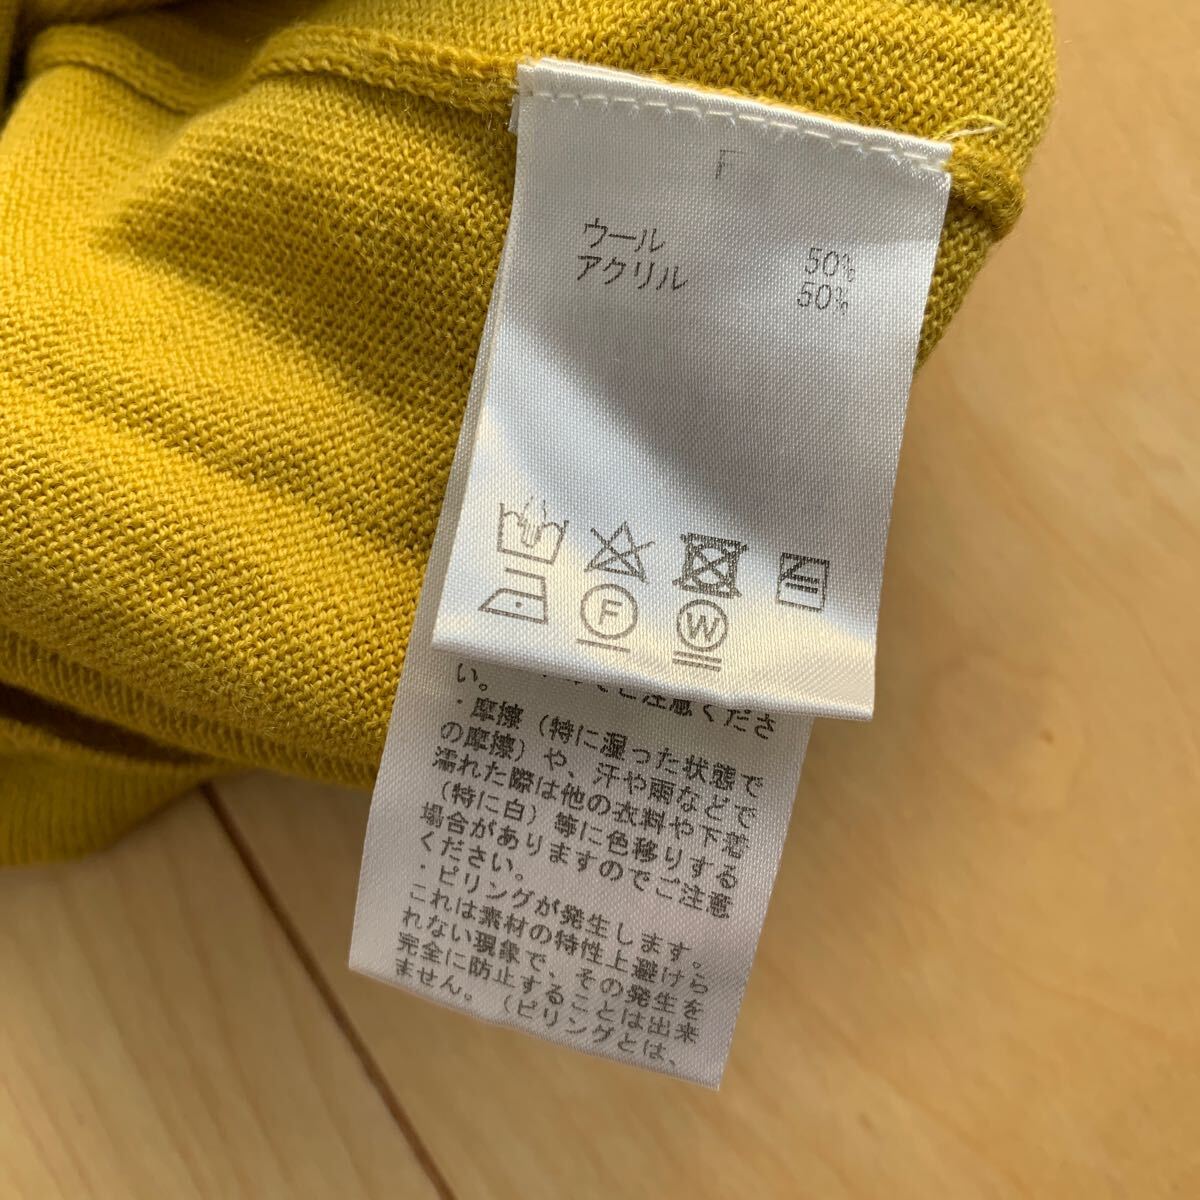 F
ウール 50%
アクリル 50%
F
W
い。
ご注意くださ
・摩擦（特に湿った状態で
の摩擦）や、汗や雨などで
濡れた際は他の衣料や下着
（特に白）等に色移りする
場合がありますのでご注意
ください。
・ピリングが発生します。
これは素材の特性上避けら
れない現象で、その発生を
完全に防止することは出来
ません。（ピリングとは、